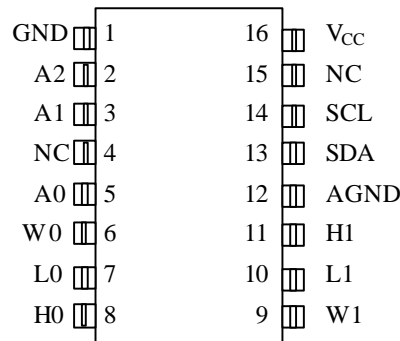 GND 1 16 VCC
A2 2 15 NC
A1 3 14 SCL
NC 4 13 SDA
A0 5 12 AGND
W0 6 11 H1
L0 7 10 L1
H0 8 9 W1